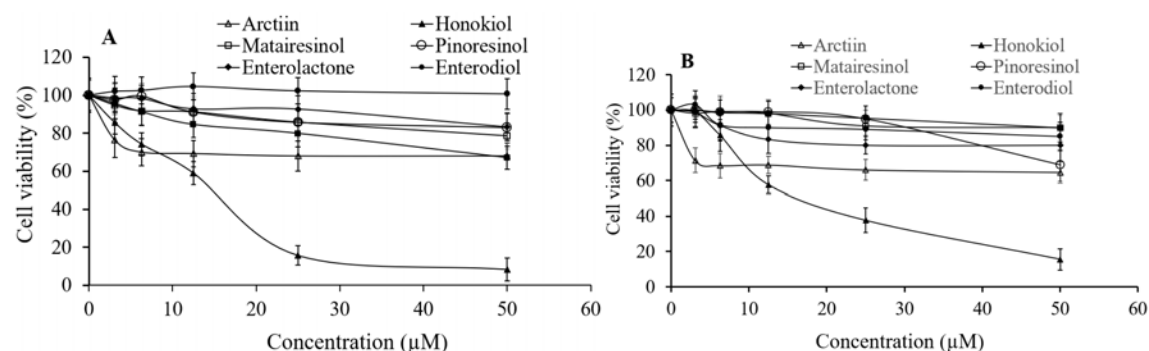 A
Arctiin Honokiol
Matairesinol Pinoresinol
Enterolactone Enterodiol
120
100
80
60
40
20
0
Cell viability (%)
0 10 20 30 40 50 60
Concentration (µM)
B
Arctiin Honokiol
Matairesinol Pinoresinol
Enterolactone Enterodiol
120
100
80
60
40
20
0
Cell viability (%)
0 10 20 30 40 50 60
Concentration (µM)